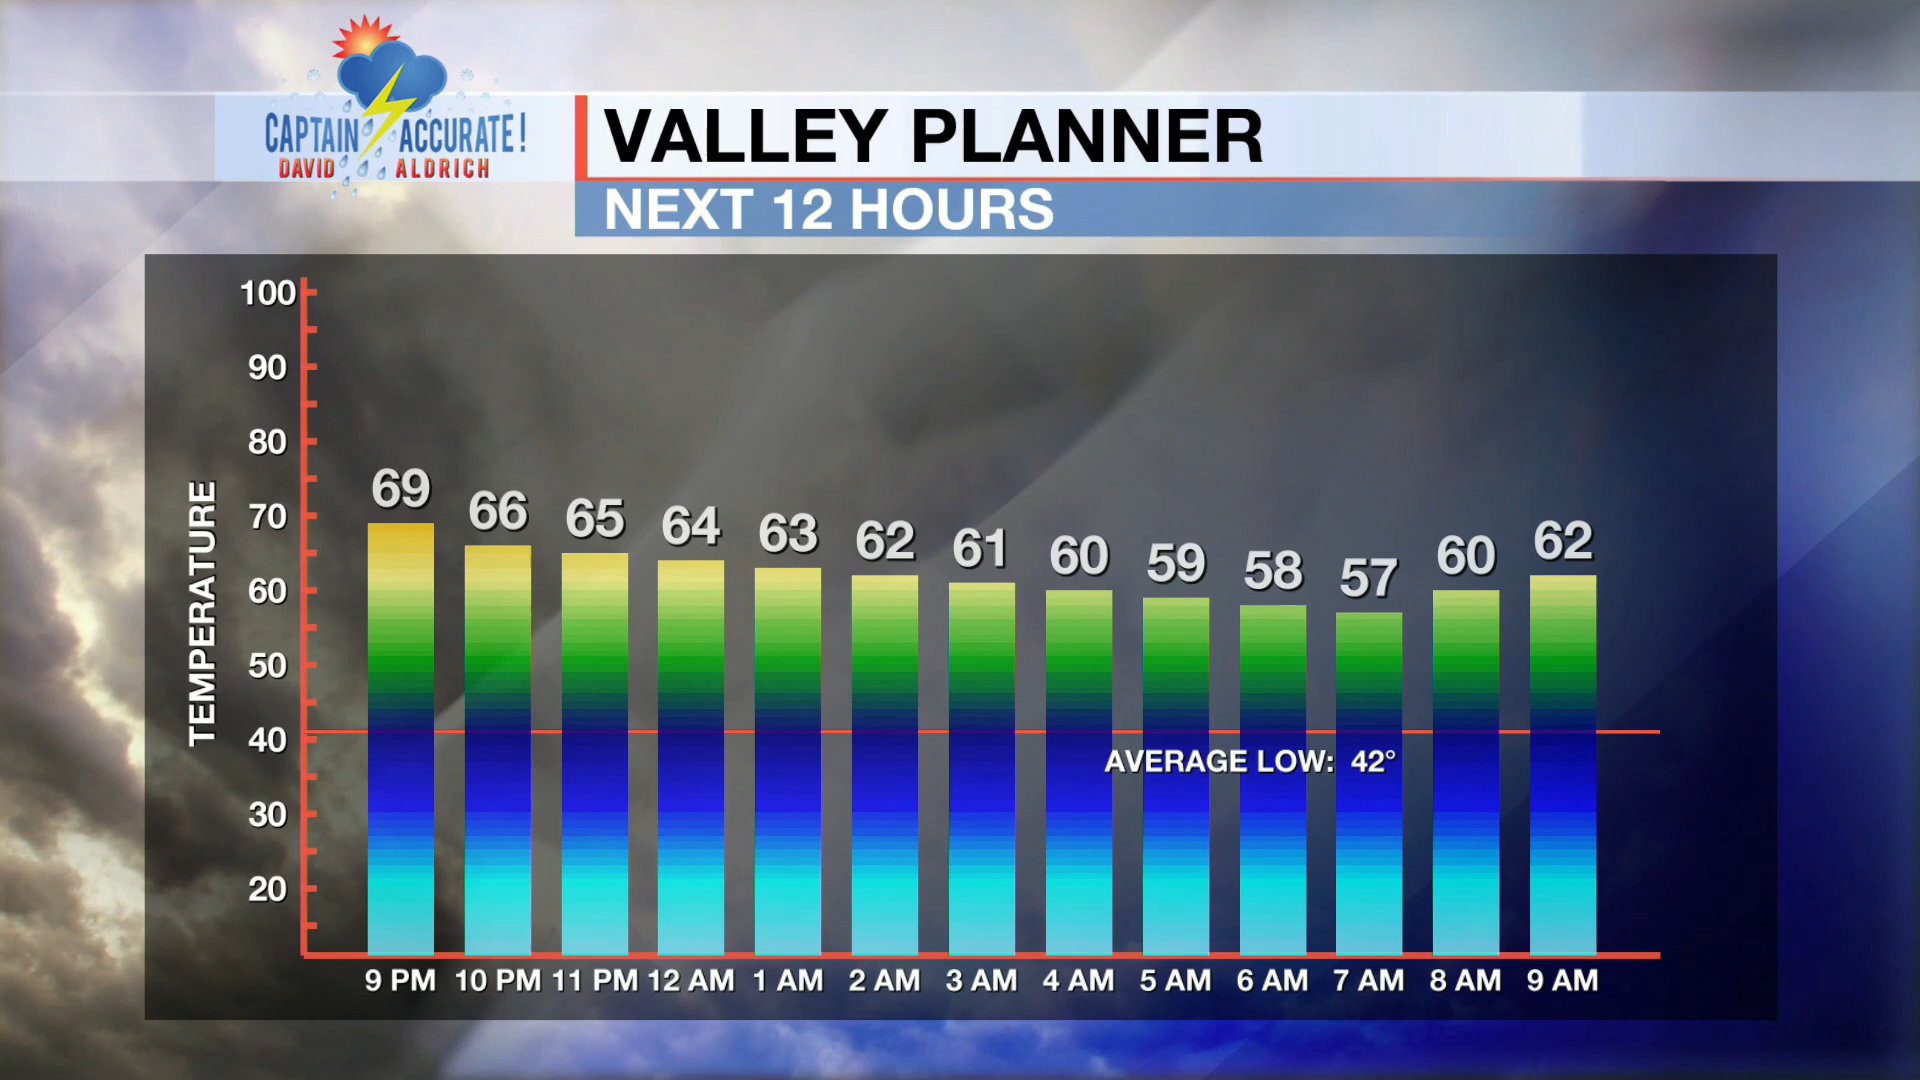 CAPTAIN ACCURATE!
DAVID ALDRICH
VALLEY PLANNER
NEXT 12 HOURS
TEMPERATURE
100
90
80
70
60
50
40
30
20
69 66 65 64 63 62 61 60 59 58 57 60 62
AVERAGE LOW: 42°
9 PM 10 PM 11 PM 12 AM 1 AM 2 AM 3 AM 4 AM 5 AM 6 AM 7 AM 8 AM 9 AM